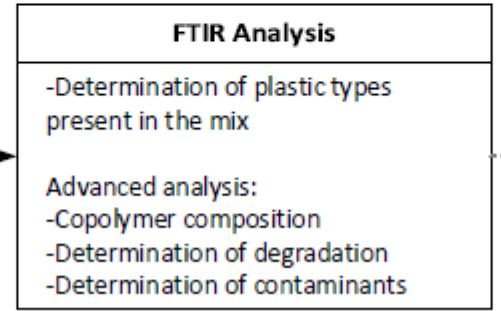 FTIR Analysis
-Determination of plastic types
present in the mix
Advanced analysis:
-Copolymer composition
-Determination of degradation
-Determination of contaminants